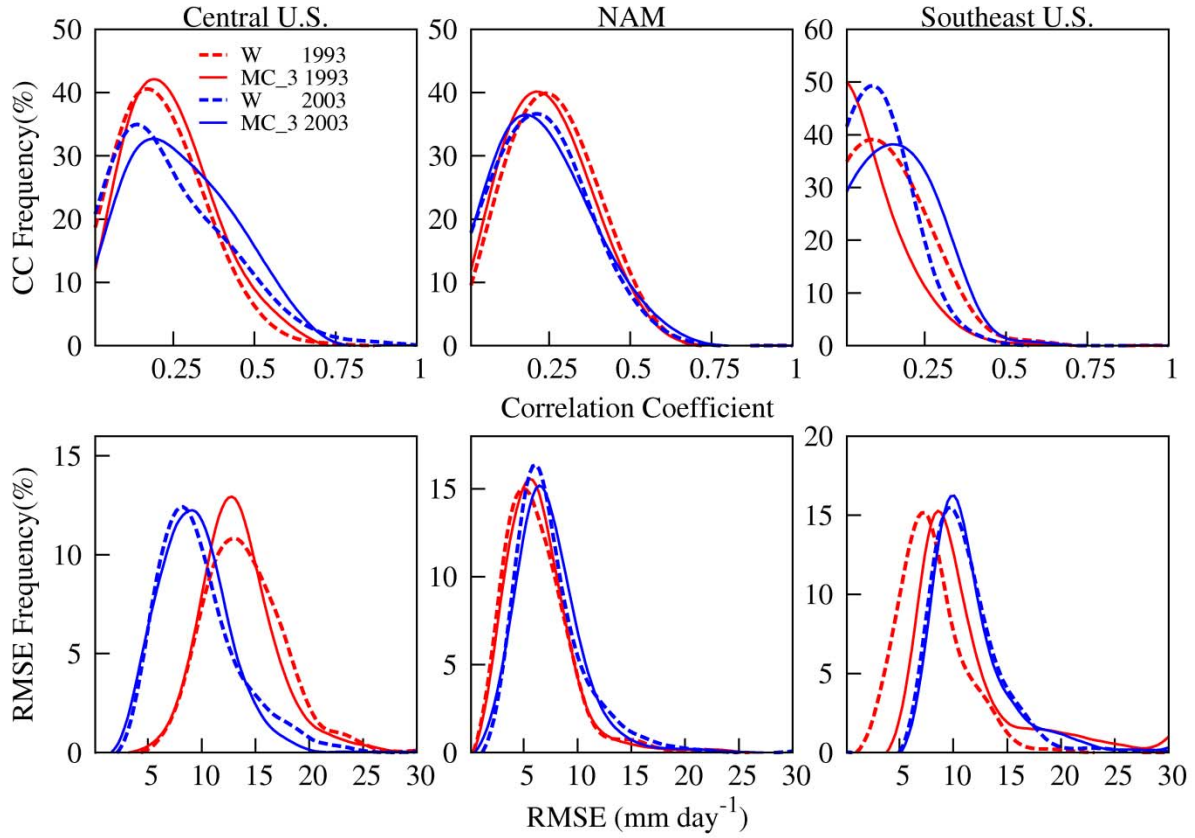 Central U.S.
NAM
Southeast U.S.
CC Frequency(%)
50
40
30
20
10
0
W 1993
MC_3 1993
W 2003
MC_3 2003
0.25 0.5 0.75 1
50
40
30
20
10
0
0.25 0.5 0.75 1
60
50
40
30
20
10
0
0.25 0.5 0.75 1
Correlation Coefficient
RMSE Frequency(%)
15
10
5
0
5 10 15 20 25 30
15
10
5
0
5 10 15 20 25 30
20
15
10
5
0
5 10 15 20 25 30
RMSE (mm day-1)